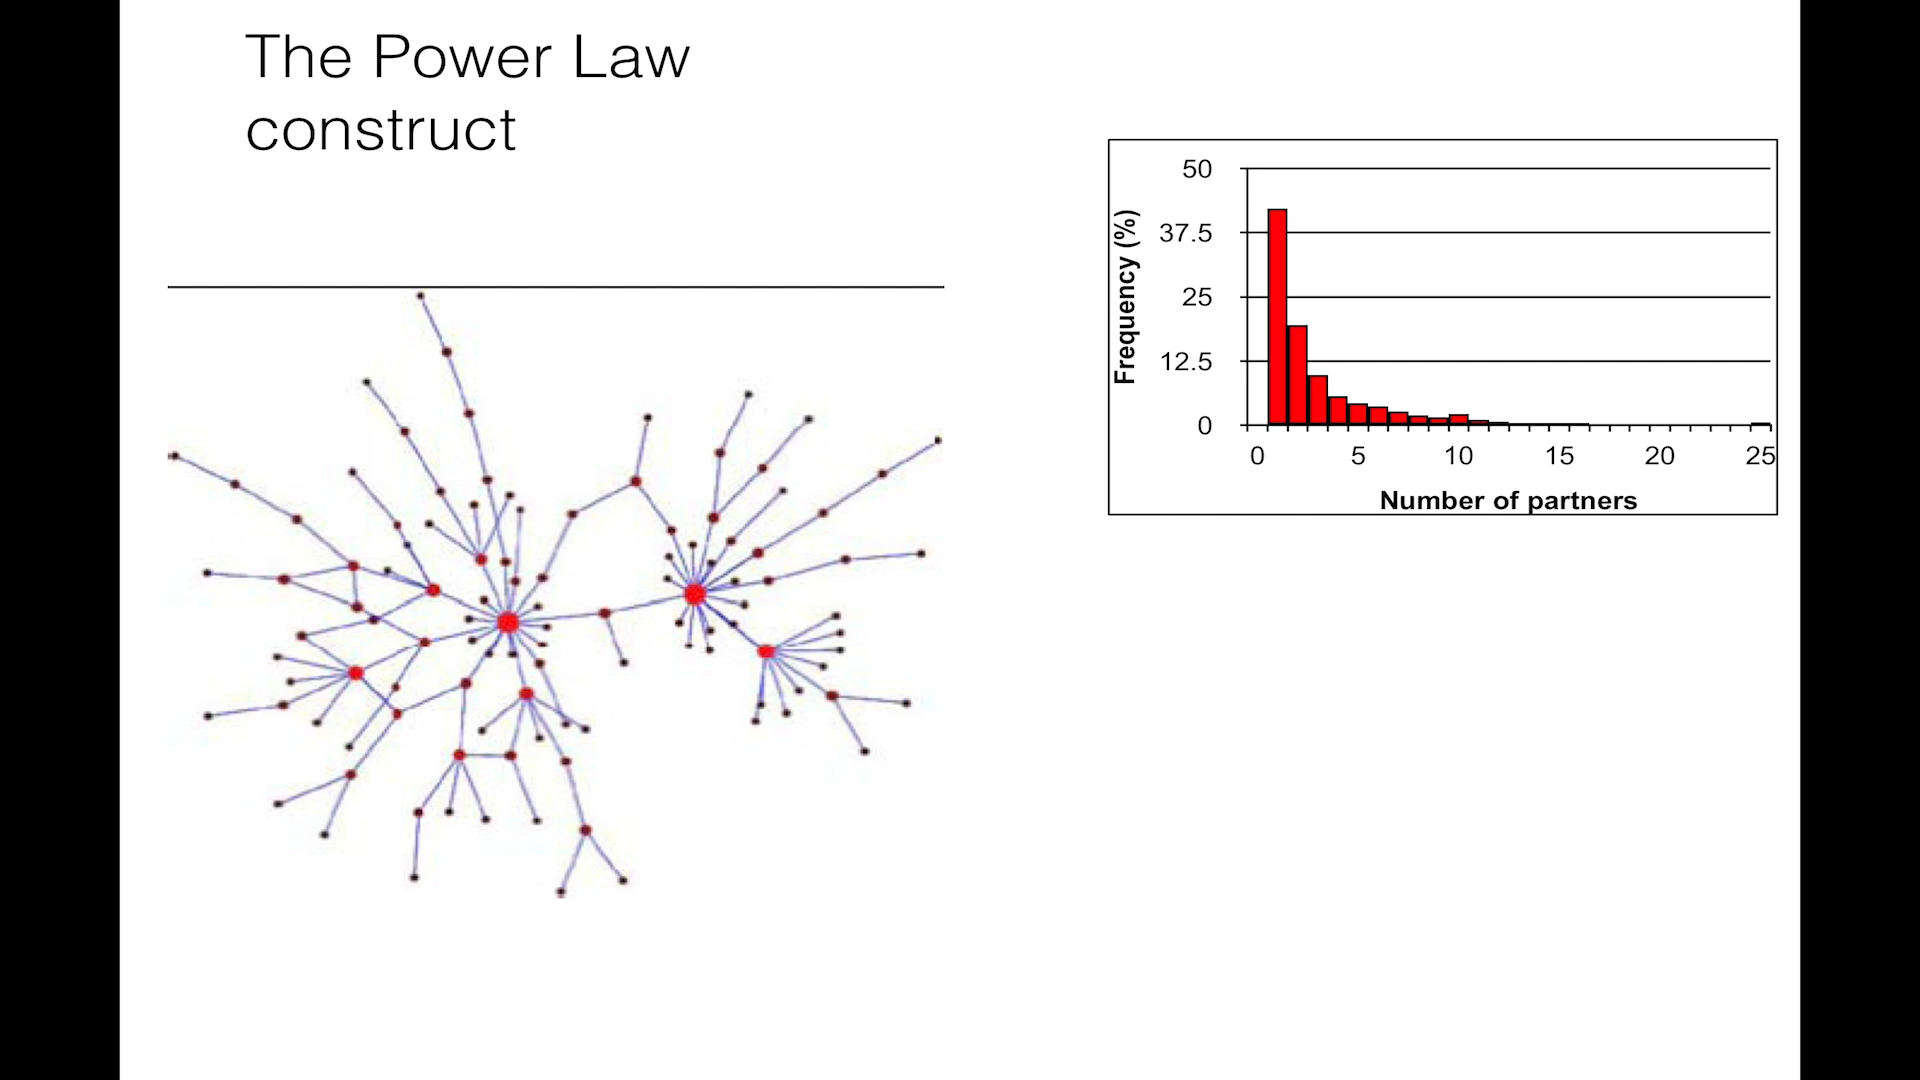 The Power Law
construct
50
37.5
25
12.5
0
Frequency (%)
0 5 10 15 20 25
Number of partners